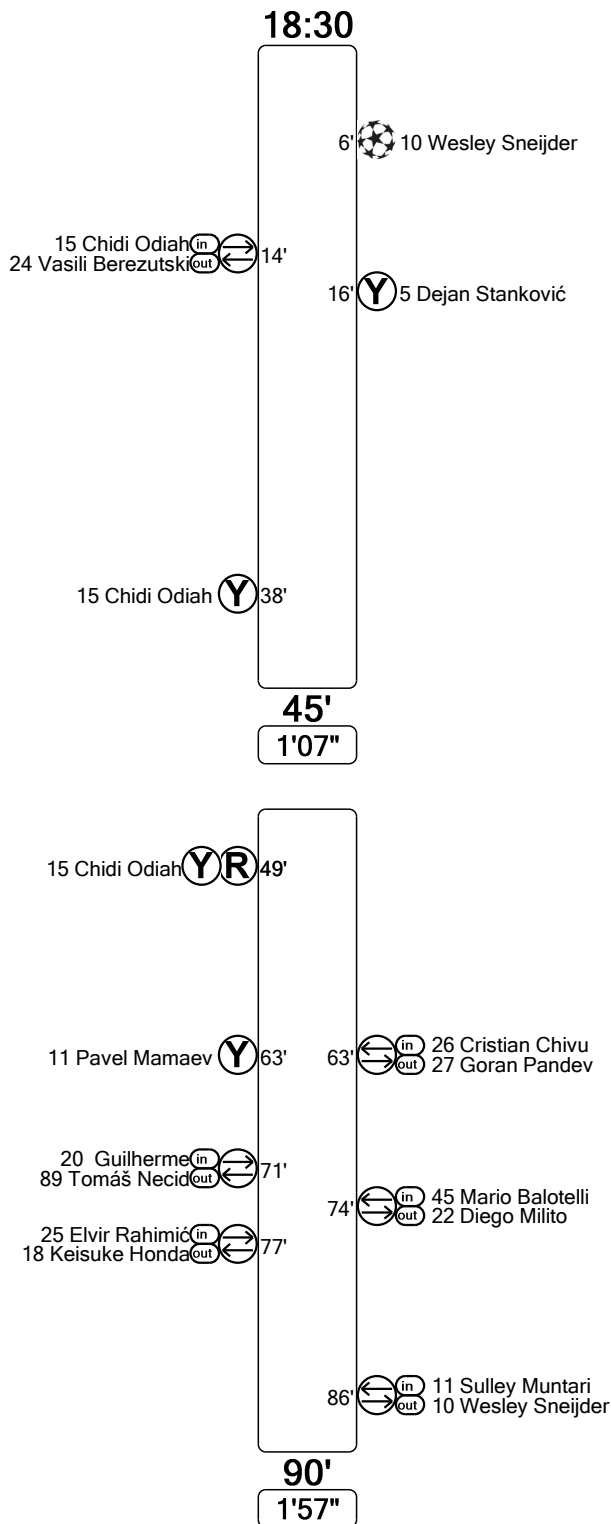 18:30
6' 10 Wesley Sneijder
15 Chidi Odiah in
24 Vasili Berezutski out
14'
16' Y 5 Dejan Stanković
15 Chidi Odiah Y 38'
45'
1'07"
15 Chidi Odiah Y R 49'
11 Pavel Mamaev Y 63'
63'
in 26 Cristian Chivu
out 27 Goran Pandev
20 Guilherme in
89 Tomáš Necid out
71'
74'
in 45 Mario Balotelli
out 22 Diego Milito
25 Elvir Rahimić in
18 Keisuke Honda out
77'
86'
in 11 Sulley Muntari
out 10 Wesley Sneijder
90'
1'57"